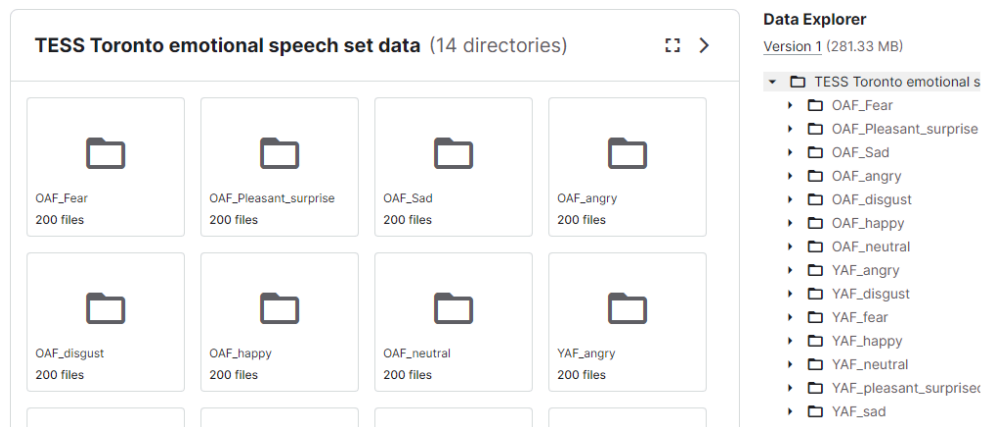 TESS Toronto emotional speech set data (14 directories)
OAF_Fear
200 files
OAF_Pleasant_surprise
200 files
OAF_Sad
200 files
OAF_angry
200 files
OAF_disgust
200 files
OAF_happy
200 files
OAF_neutral
200 files
YAF_angry
200 files
Data Explorer
Version 1 (281.33 MB)
TESS Toronto emotional s
OAF_Fear
OAF_Pleasant_surprise
OAF_Sad
OAF_angry
OAF_disgust
OAF_happy
OAF_neutral
YAF_angry
YAF_disgust
YAF_fear
YAF_happy
YAF_neutral
YAF_pleasant_surprised
YAF_sad